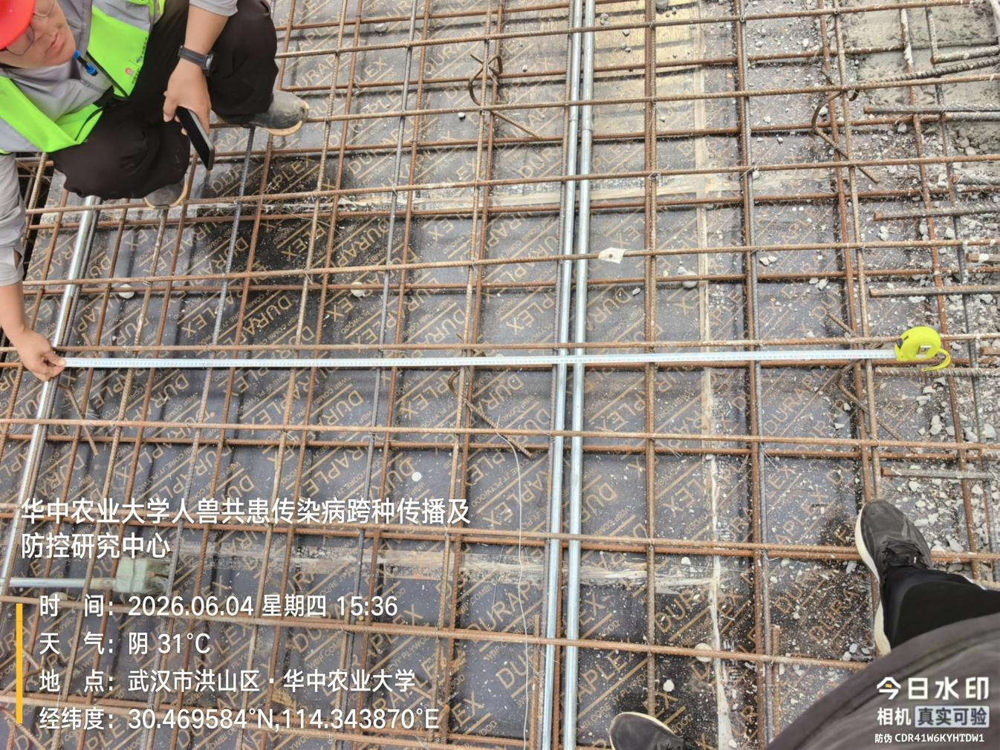 DURAPLEX
华中农业大学人兽共患传染病跨种传播及
防控研究中心
时 间：2026.06.04 星期四 15:36
天 气：阴 31°C
地 点：武汉市洪山区·华中农业大学
经纬度：30.469584°N,114.343870°E
今日水印
相机 真实可验
防伪 CDR41W6KYHTDW1